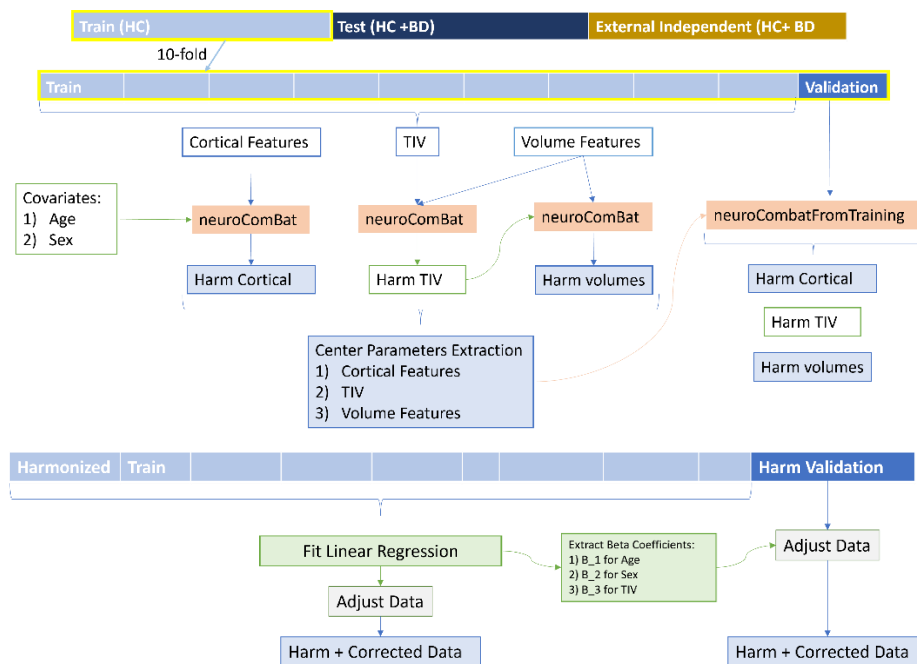 Train (HC)
Test (HC +BD)
External Independent (HC+ BD
10-fold
Train
Validation
Cortical Features
TIV
Volume Features
Covariates:
1) Age
2) Sex
neuroComBat
neuroComBat
neuroComBat
neuroCombatFromTraining
Harm Cortical
Harm TIV
Harm volumes
Harm Cortical
Harm TIV
Harm volumes
Center Parameters Extraction
1) Cortical Features
2) TIV
3) Volume Features
Harmonized Train
Harm Validation
Fit Linear Regression
Extract Beta Coefficients:
1) B_1 for Age
2) B_2 for Sex
3) B_3 for TIV
Adjust Data
Adjust Data
Harm + Corrected Data
Harm + Corrected Data